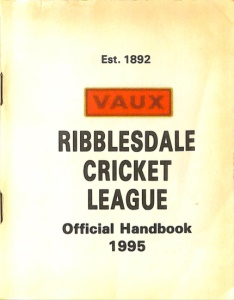 Est. 1892
VAUX
RIBBLESDALE
CRICKET
LEAGUE
Official Handbook
1995